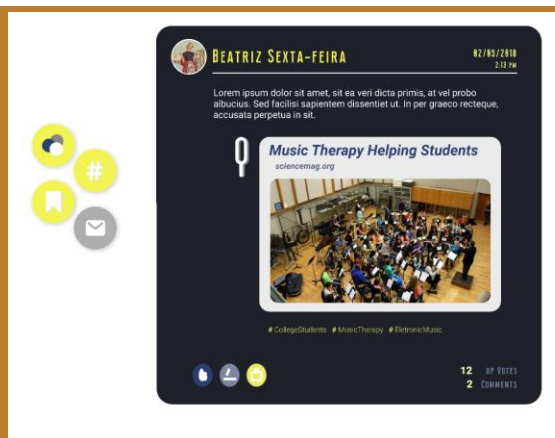 BEATRIZ SEXTA-FEIRA
02/05/2018
2:13 PM
Lorem ipsum dolor sit amet, sit ea veri dicta primis, at vel probo
albucius. Sed facilisi sapientem dissentiet ut. In per graeco recteque,
accusata perpetua in sit.
Music Therapy Helping Students
sciencemag.org
#
#CollegeStudents #MusicTherpy #EletronicMusic
12 UP VOTES
2 COMMENTS